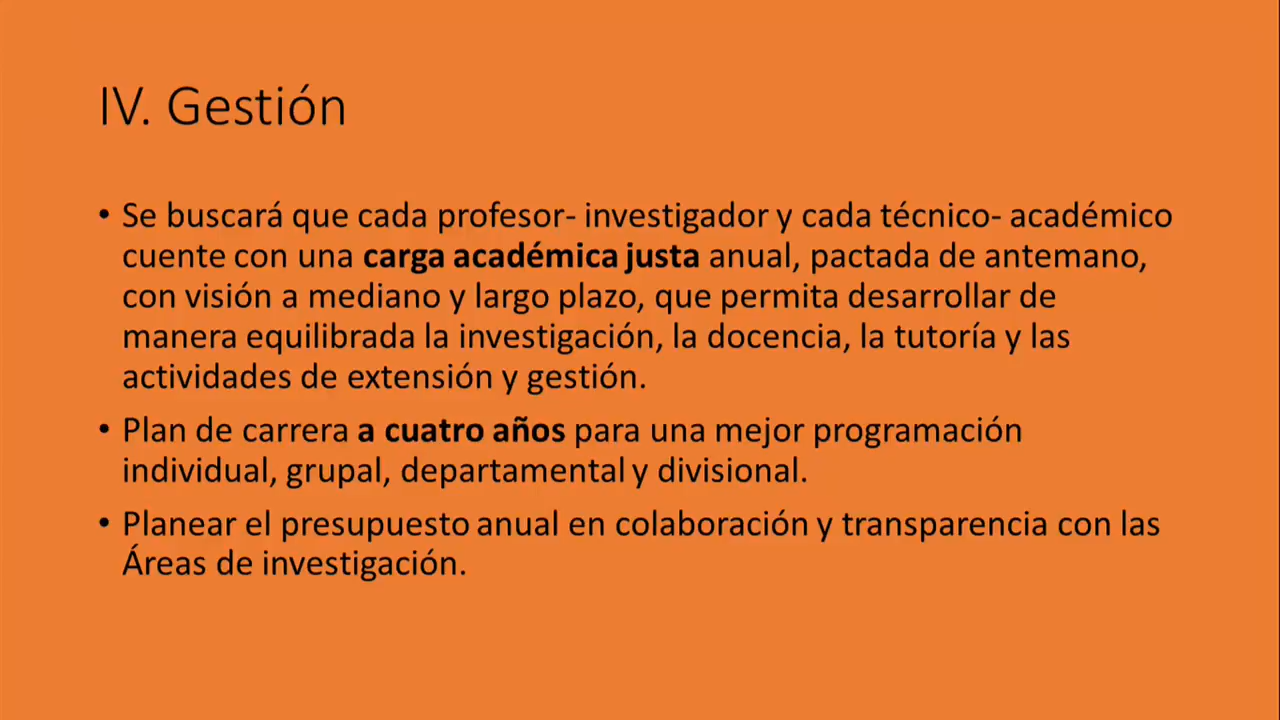 IV. Gestión
• Se buscará que cada profesor- investigador y cada técnico- académico
cuente con una carga académica justa anual, pactada de antemano,
con visión a mediano y largo plazo, que permita desarrollar de
manera equilibrada la investigación, la docencia, la tutoría y las
actividades de extensión y gestión.
• Plan de carrera a cuatro años para una mejor programación
individual, grupal, departamental y divisional.
• Planear el presupuesto anual en colaboración y transparencia con las
Áreas de investigación.